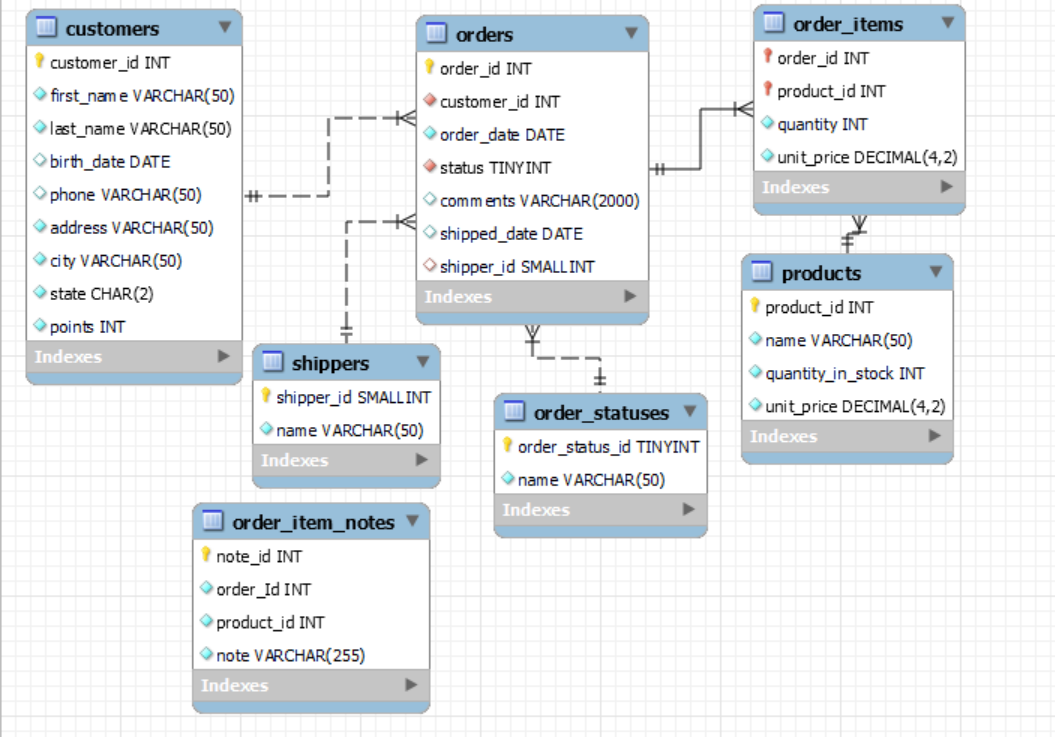 customers
customer_id INT
first_name VARCHAR(50)
last_name VARCHAR(50)
birth_date DATE
phone VARCHAR(50)
address VARCHAR(50)
city VARCHAR(50)
state CHAR(2)
points INT
Indexes
orders
order_id INT
customer_id INT
order_date DATE
status TINYINT
comments VARCHAR(2000)
shipped_date DATE
shipper_id SMALLINT
Indexes
order_items
order_id INT
product_id INT
quantity INT
unit_price DECIMAL(4,2)
Indexes
products
product_id INT
name VARCHAR(50)
quantity_in_stock INT
unit_price DECIMAL(4,2)
Indexes
shippers
shipper_id SMALLINT
name VARCHAR(50)
Indexes
order_statuses
order_status_id TINYINT
name VARCHAR(50)
Indexes
order_item_notes
note_id INT
order_Id INT
product_id INT
note VARCHAR(255)
Indexes